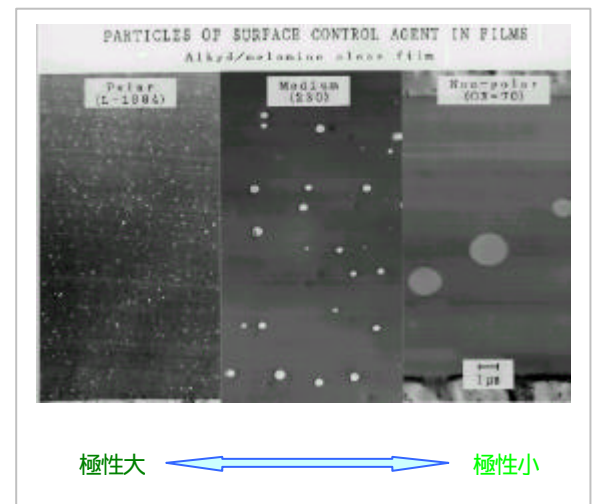 PARTICLES OF SURFACE CONTROL AGENT IN FILMS
Alkyd/melamine clear film
Polar
(L-1984)
Medium
(230)
Non-polar
(OX-70)
1μm
極性大
極性小